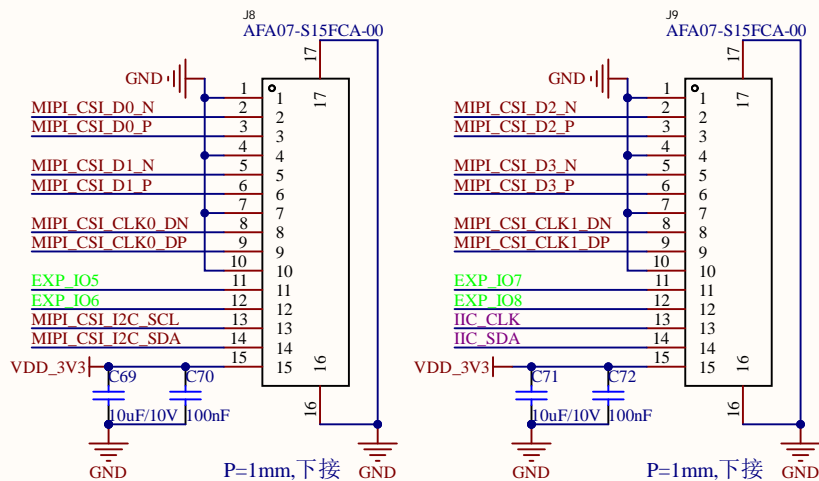 J8
AFA07-S15FCA-00
17
GND
1 1 17
MIPI_CSI_D0_N 2 2
MIPI_CSI_D0_P 3 3
4 4
MIPI_CSI_D1_N 5 5
MIPI_CSI_D1_P 6 6
7 7
MIPI_CSI_CLK0_DN 8 8
MIPI_CSI_CLK0_DP 9 9
10 10
EXP_IO5 11 11
EXP_IO6 12 12
MIPI_CSI_I2C_SCL 13 13
MIPI_CSI_I2C_SDA 14 14
VDD_3V3 15 15 16
C69 C70
10uF/10V 100nF 16
GND GND
P=1mm,下接
J9
AFA07-S15FCA-00
17
GND
1 1 17
MIPI_CSI_D2_N 2 2
MIPI_CSI_D2_P 3 3
4 4
MIPI_CSI_D3_N 5 5
MIPI_CSI_D3_P 6 6
7 7
MIPI_CSI_CLK1_DN 8 8
MIPI_CSI_CLK1_DP 9 9
10 10
EXP_IO7 11 11
EXP_IO8 12 12
IIC_CLK 13 13
IIC_SDA 14 14
VDD_3V3 15 15 16
C71 C72
10uF/10V 100nF 16
GND GND
P=1mm,下接